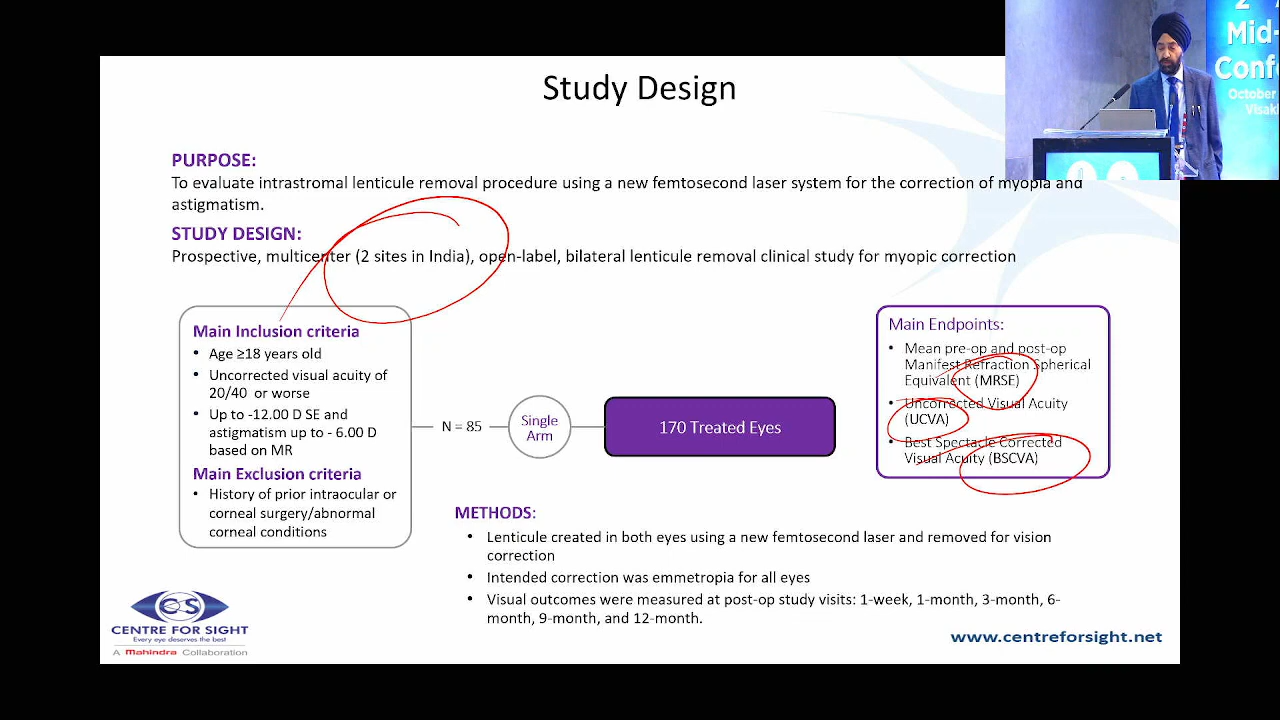 Study Design
PURPOSE:
To evaluate intrastromal lenticule removal procedure using a new femtosecond laser system for the correction of myopia and
astigmatism.
STUDY DESIGN:
Prospective, multicenter (2 sites in India), open-label, bilateral lenticule removal clinical study for myopic correction
Main Inclusion criteria
• Age ≥18 years old
• Uncorrected visual acuity of
20/40 or worse
• Up to -12.00 D SE and
astigmatism up to - 6.00 D
based on MR
Main Exclusion criteria
• History of prior intraocular or
corneal surgery/abnormal
corneal conditions
N = 85
Single
Arm
170 Treated Eyes
Main Endpoints:
• Mean pre-op and post-op
Manifest Refraction Spherical
Equivalent (MRSE)
• Uncorrected Visual Acuity
(UCVA)
• Best Spectacle Corrected
Visual Acuity (BSCVA)
METHODS:
• Lenticule created in both eyes using a new femtosecond laser and removed for vision
correction
• Intended correction was emmetropia for all eyes
• Visual outcomes were measured at post-op study visits: 1-week, 1-month, 3-month, 6-
month, 9-month, and 12-month.
CS
CENTRE FOR SIGHT
Every eye deserves the best
A Mahindra Collaboration
www.centreforsight.net
2
Mid-
Confe
October
Visak